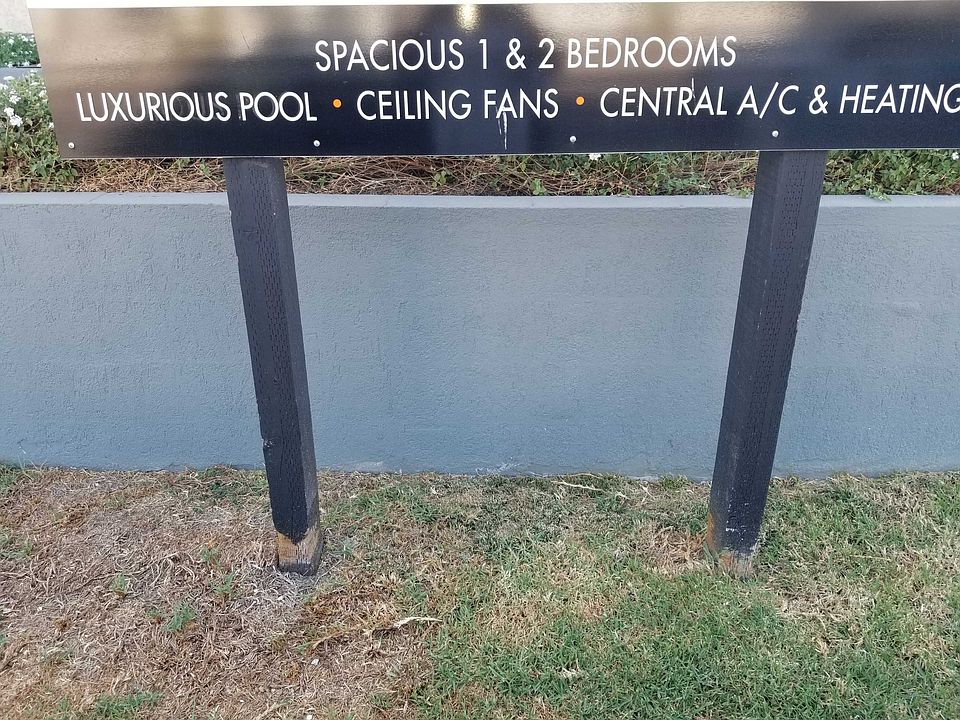 SPACIOUS 1 & 2 BEDROOMS
LUXURIOUS POOL • CEILING FANS • CENTRAL A/C & HEATING